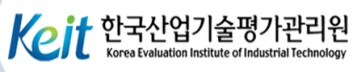 Keit 한국산업기술평가관리원
Korea Evaluation Institute of Industrial Technology